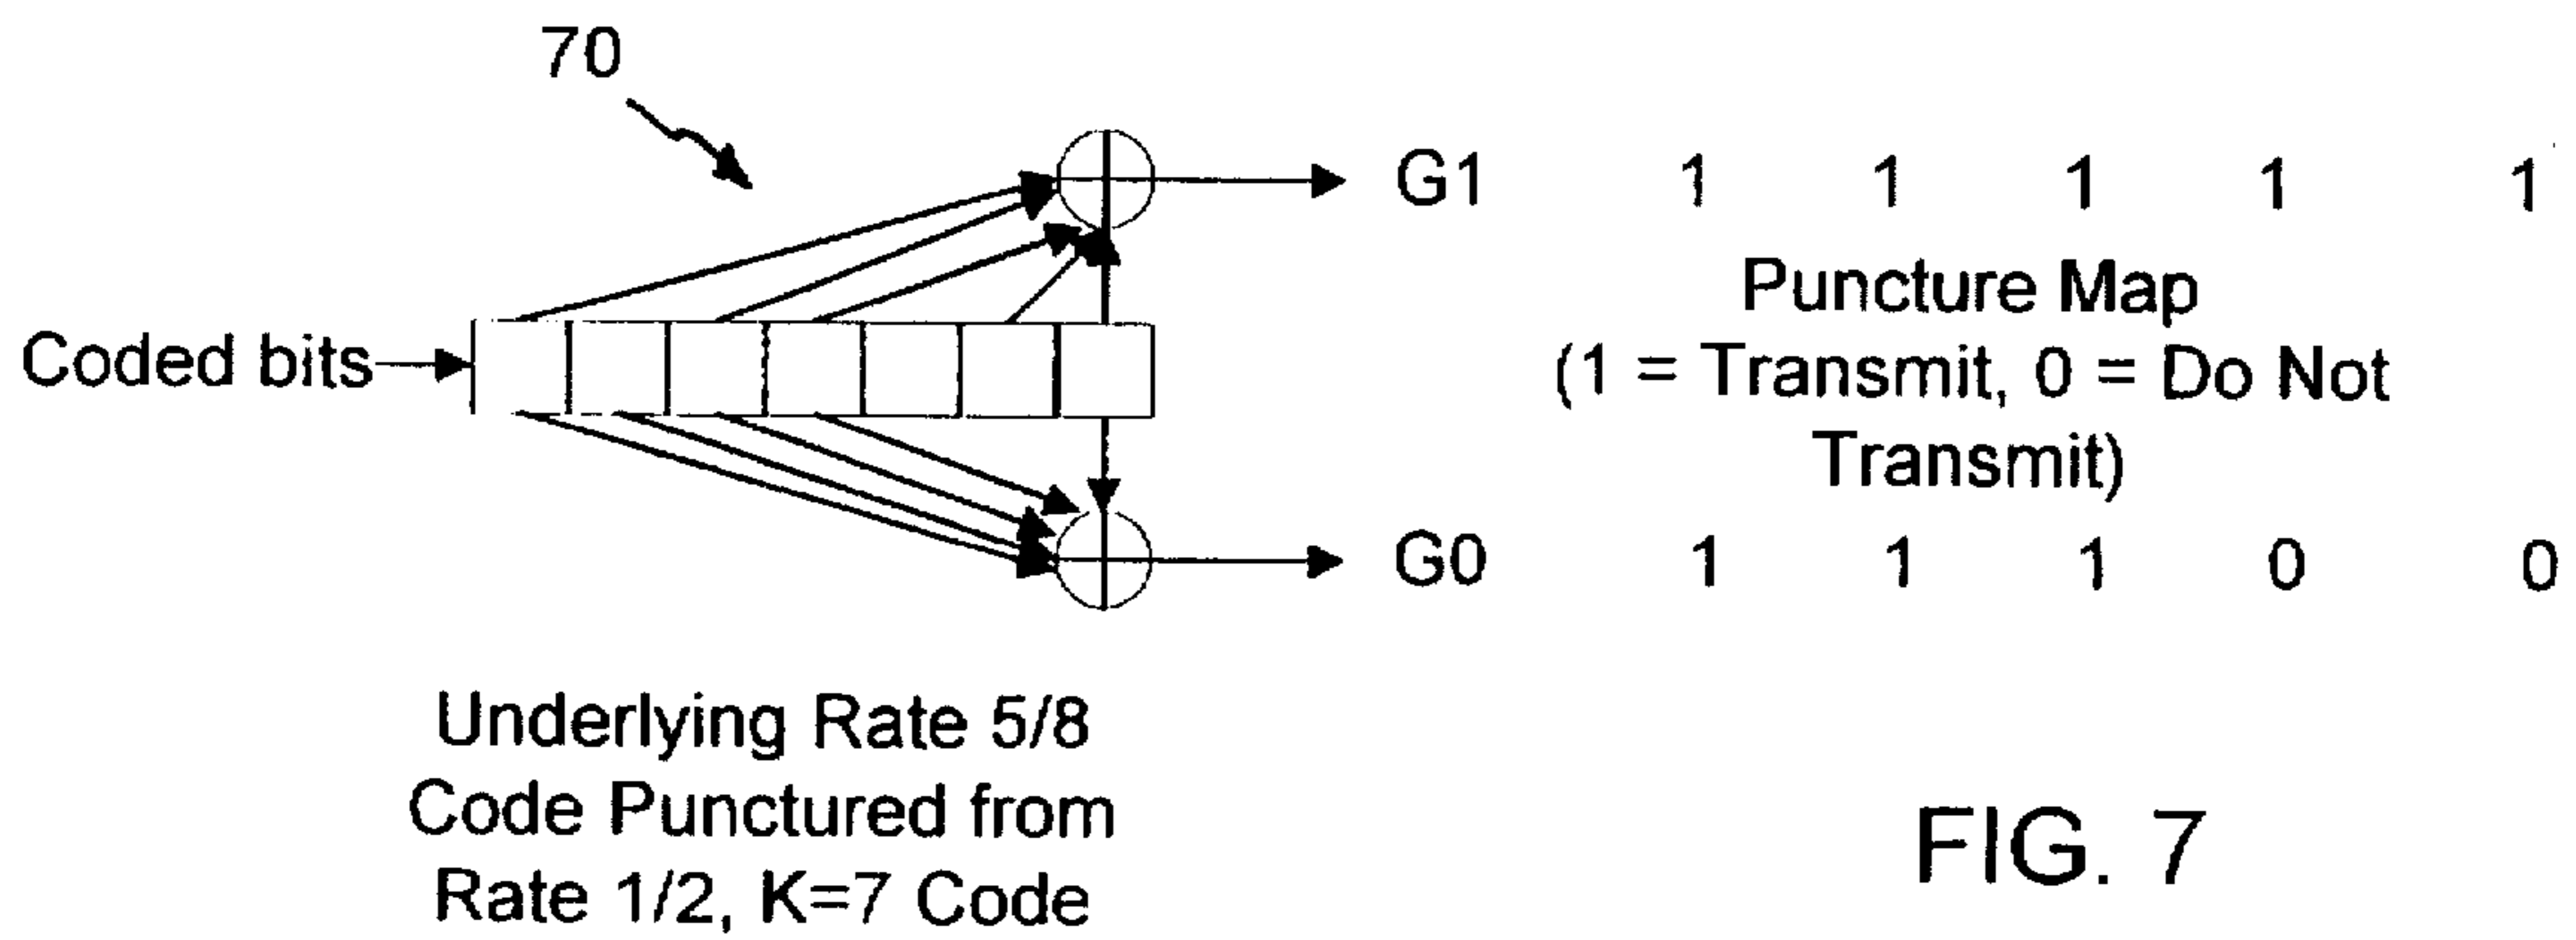 70
G1 1 1 1 1 1
Puncture Map
Coded bits
(1 = Transmit, 0 = Do Not
Transmit)
G0 1 1 1 0 0
Underlying Rate 5/8
Code Punctured from
Rate 1/2, K=7 Code
FIG. 7